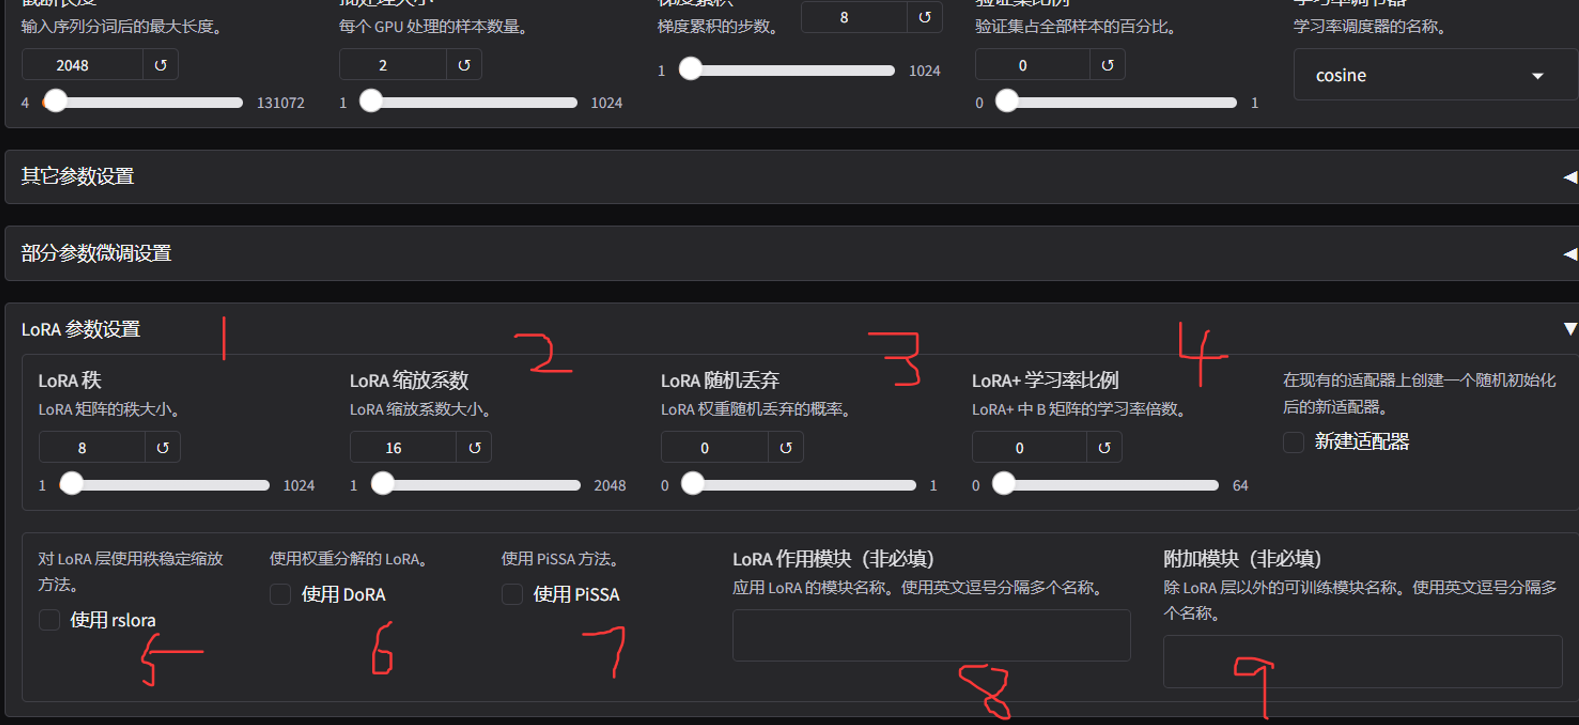 输入序列分词后的最大长度。
每个 GPU 处理的样本数量。
梯度累积的步数。
验证集占全部样本的百分比。
学习率调度器的名称。
2048 ↺
2 ↺
8 ↺
0 ↺
cosine
4 131072
1 1024
1 1024
0 1
其它参数设置
部分参数微调设置
LoRA 参数设置
1
2
3
4
LoRA 秩
LoRA 矩阵的秩大小。
8 ↺
1 1024
LoRA 缩放系数
LoRA 缩放系数大小。
16 ↺
1 2048
LoRA 随机丢弃
LoRA 权重随机丢弃的概率。
0 ↺
0 1
LoRA+ 学习率比例
LoRA+ 中 B 矩阵的学习率倍数。
0 ↺
0 64
在现有的适配器上创建一个随机初始化
后的新适配器。
新建适配器
对 LoRA 层使用秩稳定缩放
方法。
使用 rslora
5
使用权重分解的 LoRA。
使用 DoRA
6
使用 PiSSA 方法。
使用 PiSSA
7
LoRA 作用模块（非必填）
应用 LoRA 的模块名称。使用英文逗号分隔多个名称。
8
附加模块（非必填）
除 LoRA 层以外的可训练模块名称。使用英文逗号分隔多
个名称。
9